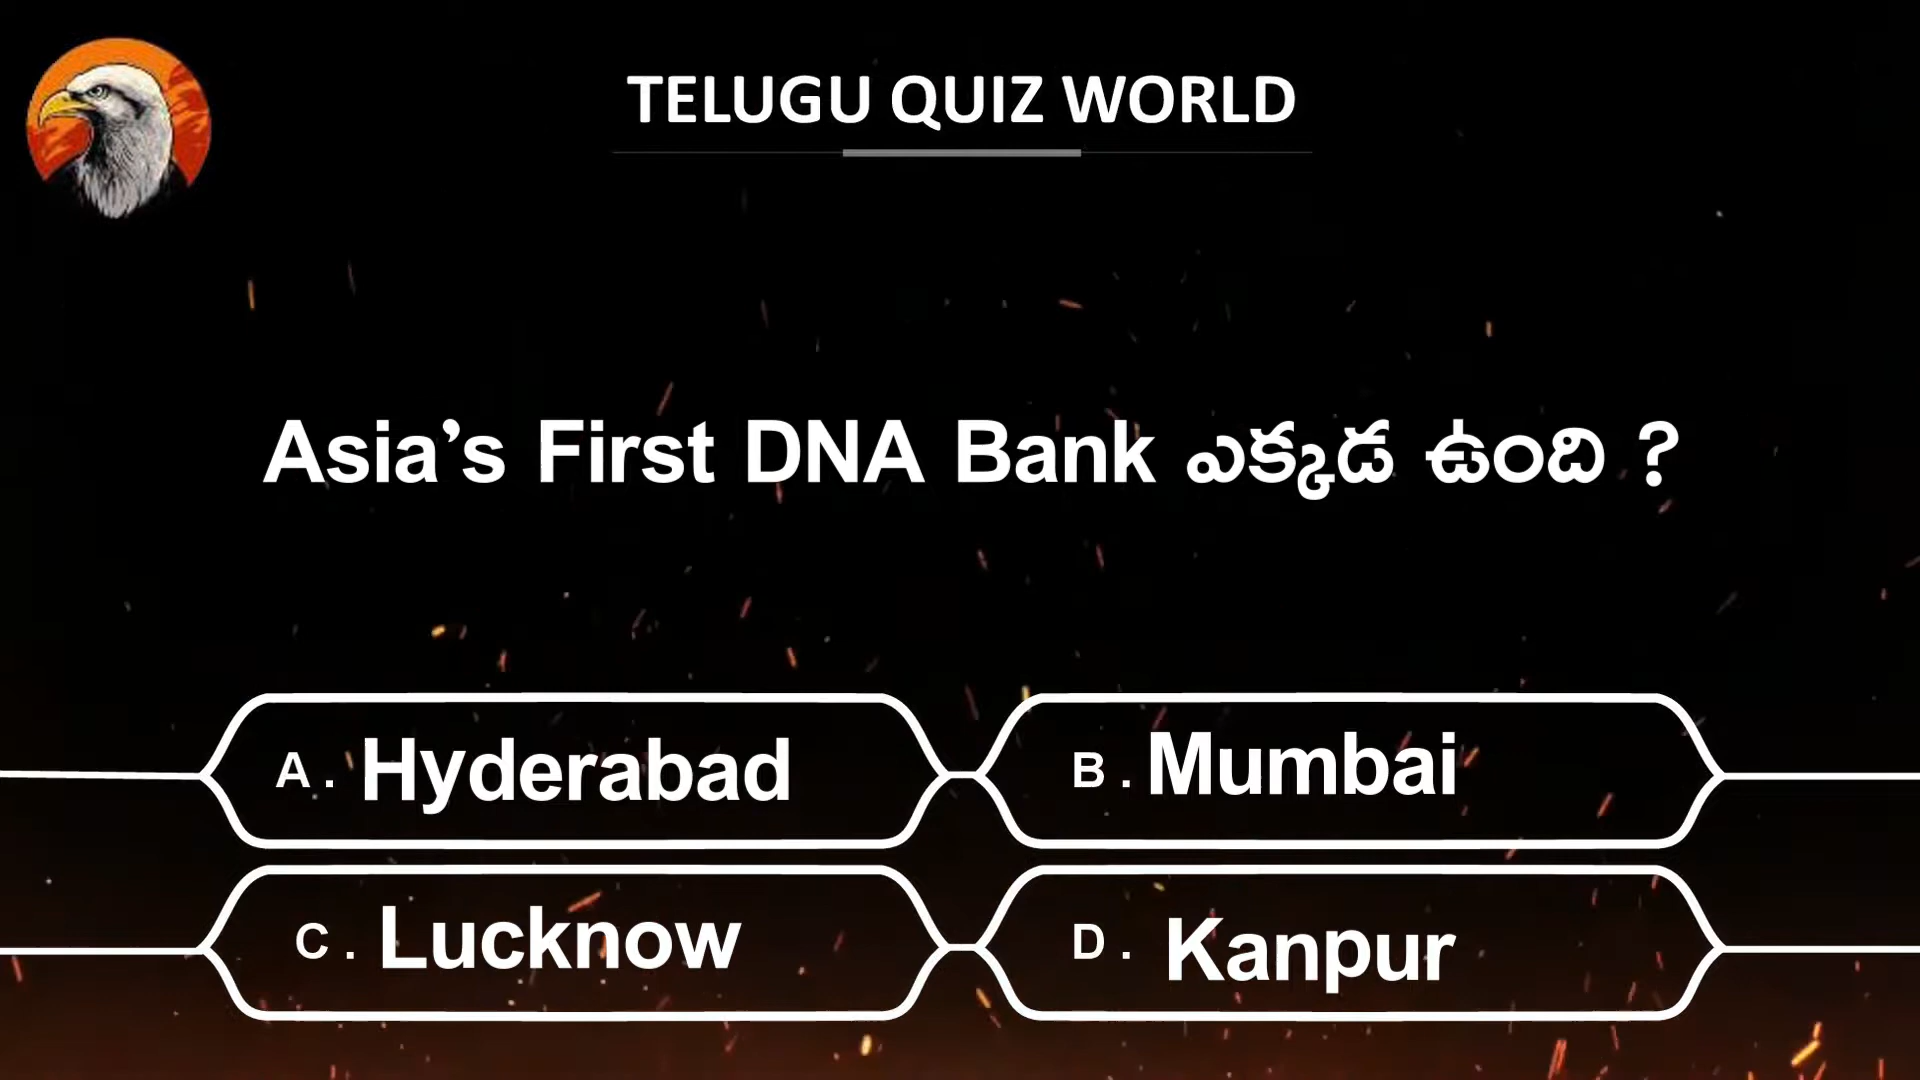 TELUGU QUIZ WORLD
Asia’s First DNA Bank ఎక్కడ ఉంది ?
A . Hyderabad
B . Mumbai
C . Lucknow
D . Kanpur